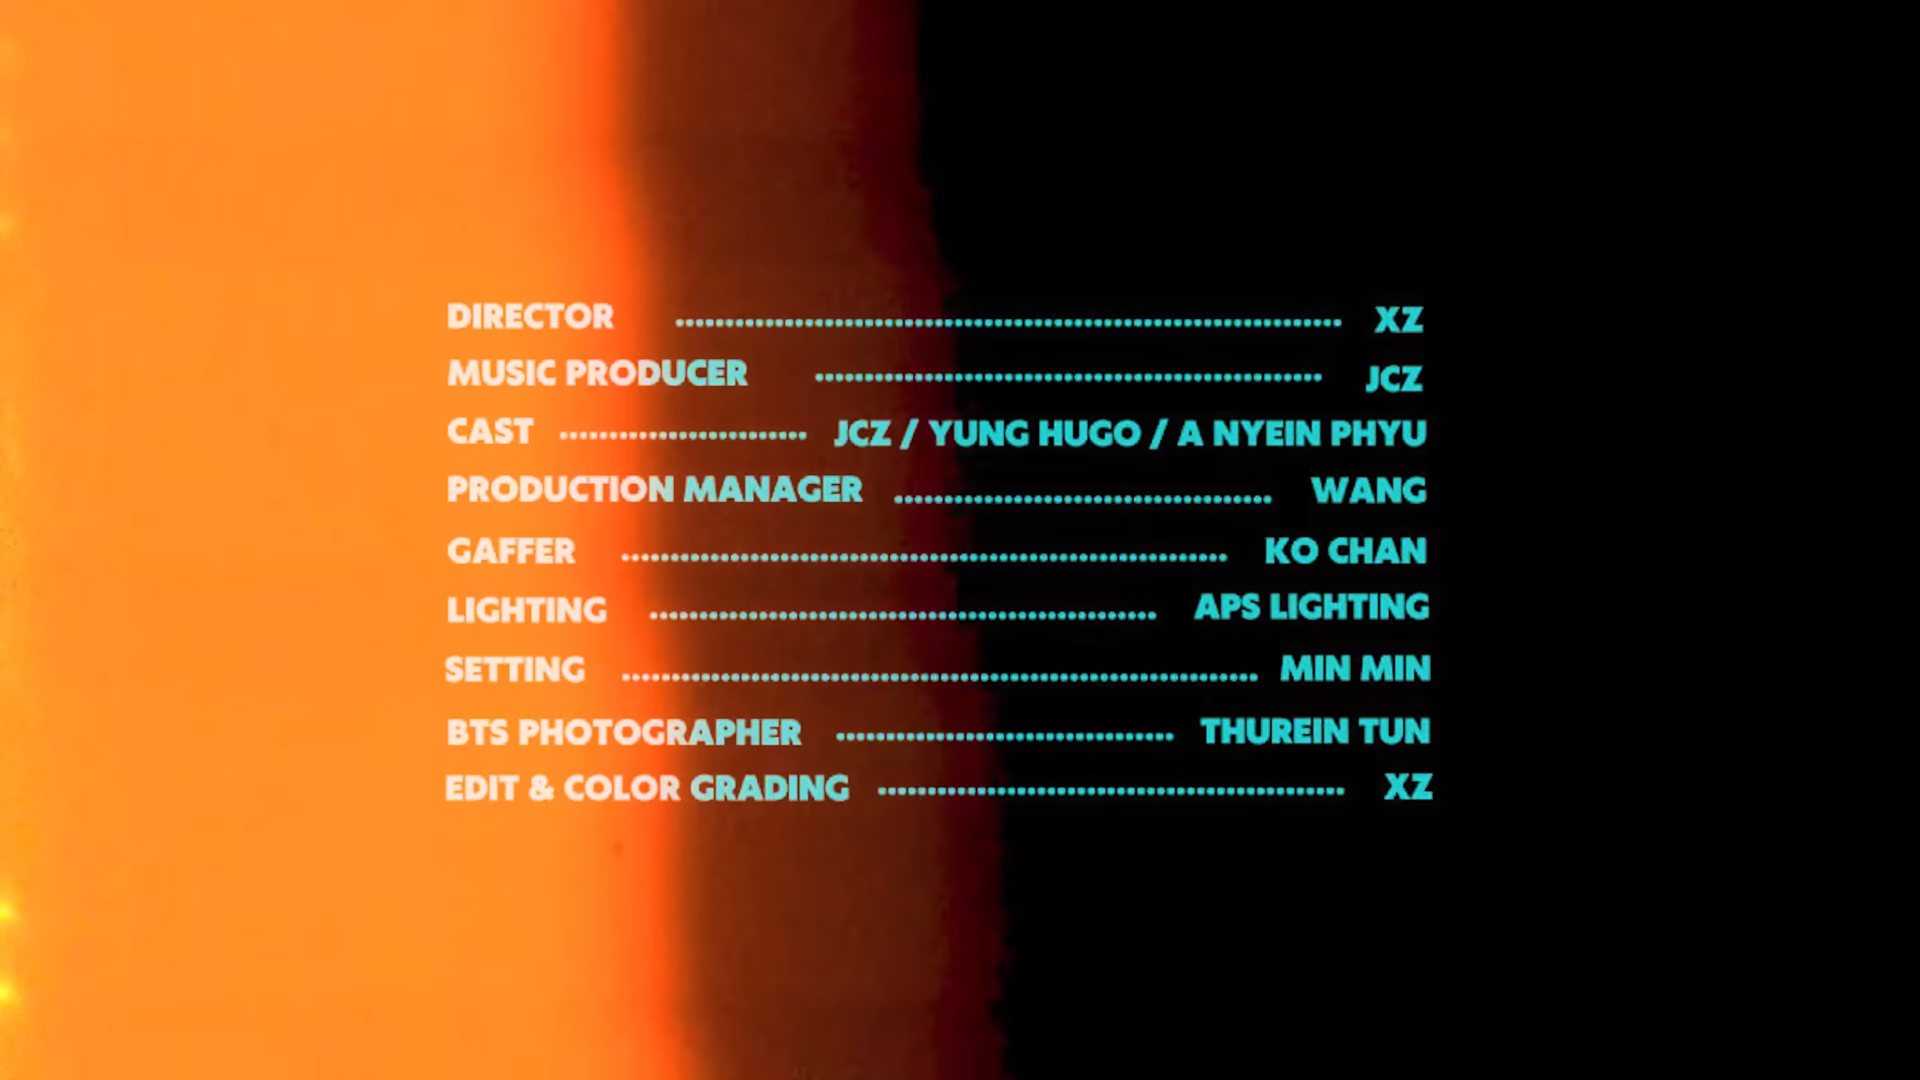 DIRECTOR ........ XZ
MUSIC PRODUCER ........ JCZ
CAST ........ JCZ / YUNG HUGO / A NYEIN PHYU
PRODUCTION MANAGER ........ WANG
GAFFER ........ KO CHAN
LIGHTING ........ APS LIGHTING
SETTING ........ MIN MIN
BTS PHOTOGRAPHER ........ THUREIN TUN
EDIT & COLOR GRADING ........ XZ